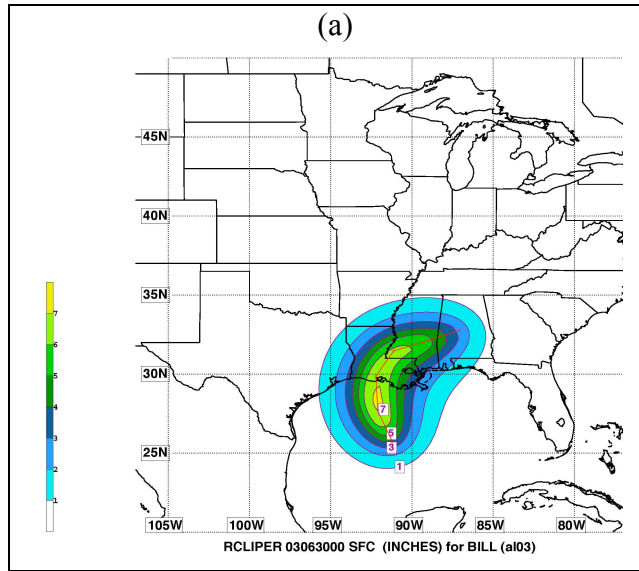 (a)
45N
40N
35N
30N
25N
7
6
5
4
3
2
1
7
5
3
1
105W 100W 95W 90W 85W 80W
RCLIPER 03063000 SFC (INCHES) for BILL (al03)